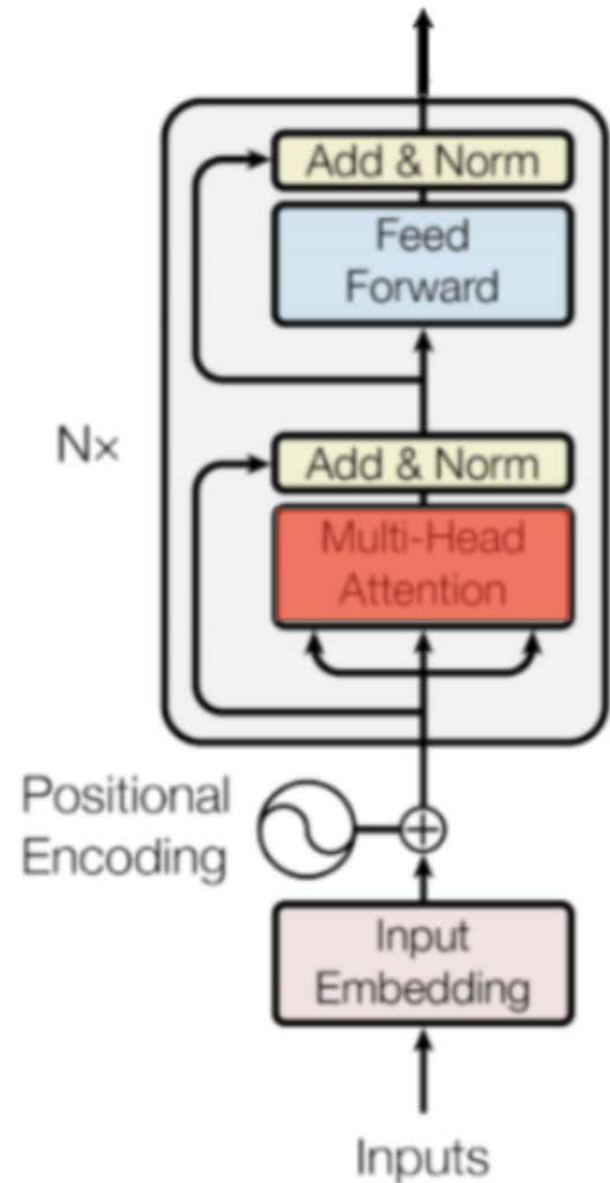 Add & Norm
Feed
Forward
Nx
Add & Norm
Multi-Head
Attention
Positional
Encoding
Input
Embedding
Inputs